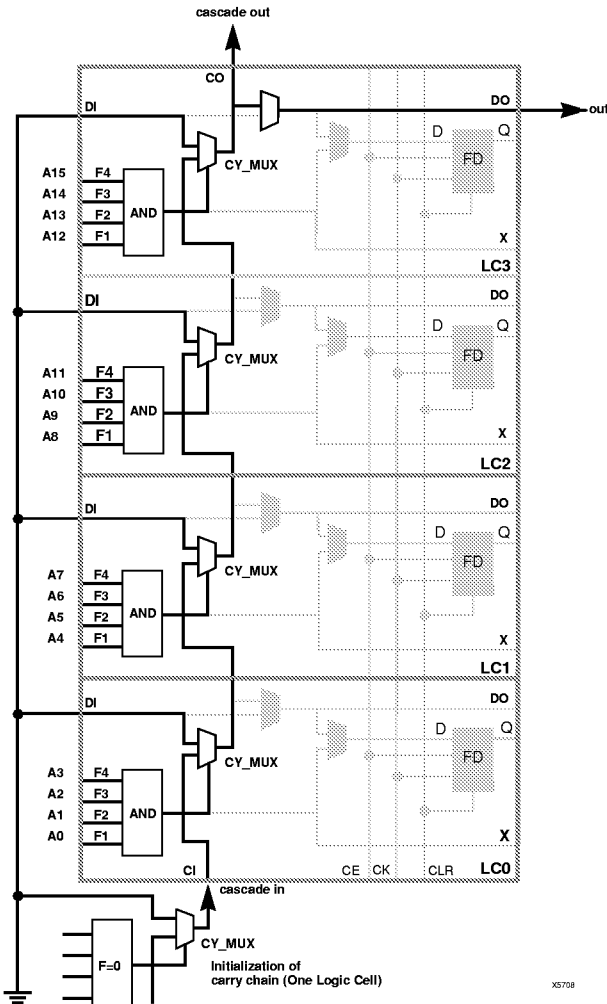 cascade out
CO
DI
DO
out
D
Q
FD
CY_MUX
A15
F4
A14
F3
A13
F2
A12
F1
AND
X
LC3
DI
DO
D
Q
FD
CY_MUX
A11
F4
A10
F3
A9
F2
A8
F1
AND
X
LC2
DI
DO
D
Q
FD
CY_MUX
A7
F4
A6
F3
A5
F2
A4
F1
AND
X
LC1
DI
DO
D
Q
FD
CY_MUX
A3
F4
A2
F3
A1
F2
A0
F1
AND
X
CI
CE
CK
CLR
LC0
cascade in
CY_MUX
F=0
Initialization of
carry chain (One Logic Cell)
X5708